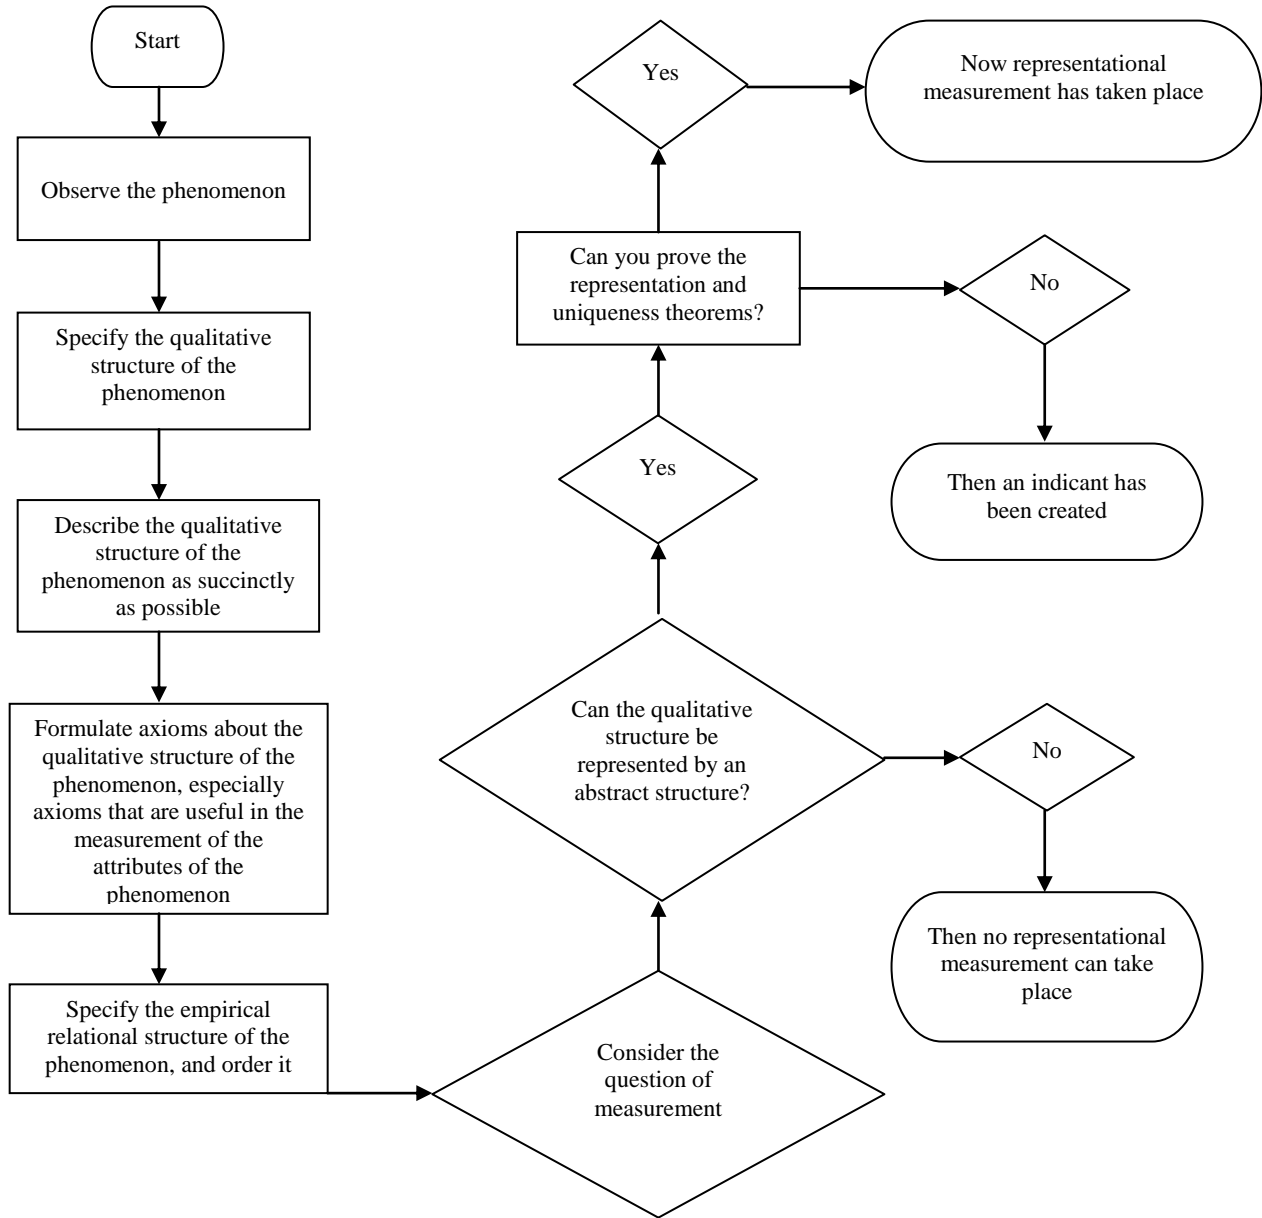 Start
Observe the phenomenon
Specify the qualitative
structure of the
phenomenon
Describe the qualitative
structure of the
phenomenon as succinctly
as possible
Formulate axioms about the
qualitative structure of the
phenomenon, especially
axioms that are useful in the
measurement of the
attributes of the
phenomenon
Specify the empirical
relational structure of the
phenomenon, and order it
Consider the
question of
measurement
Can the qualitative
structure be
represented by an
abstract structure?
No
Then no representational
measurement can take
place
Yes
Can you prove the
representation and
uniqueness theorems?
No
Then an indicant has
been created
Yes
Now representational
measurement has taken place